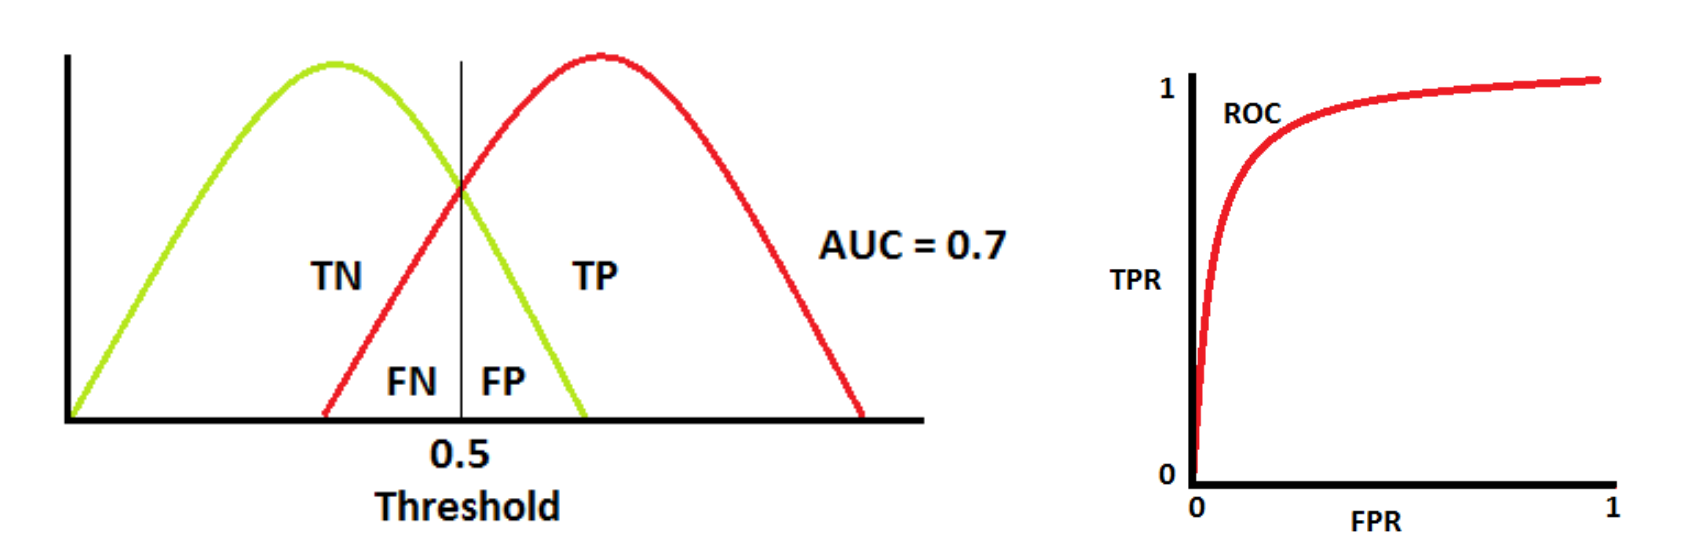 TN
TP
FN
FP
0.5
Threshold
AUC = 0.7
1
ROC
TPR
0
0
FPR
1